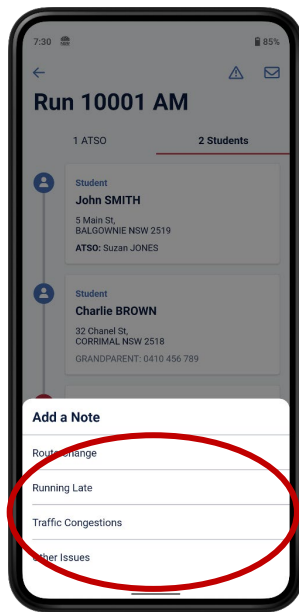 7:30 85%
Run 10001 AM
1 ATSO 2 Students
Student
John SMITH
5 Main St,
BALGOWNIE NSW 2519
ATSO: Suzan JONES
Student
Charlie BROWN
32 Chanel St,
CORRIMAL NSW 2518
GRANDPARENT: 0410 456 789
Add a Note
Route Change
Running Late
Traffic Congestions
Other Issues